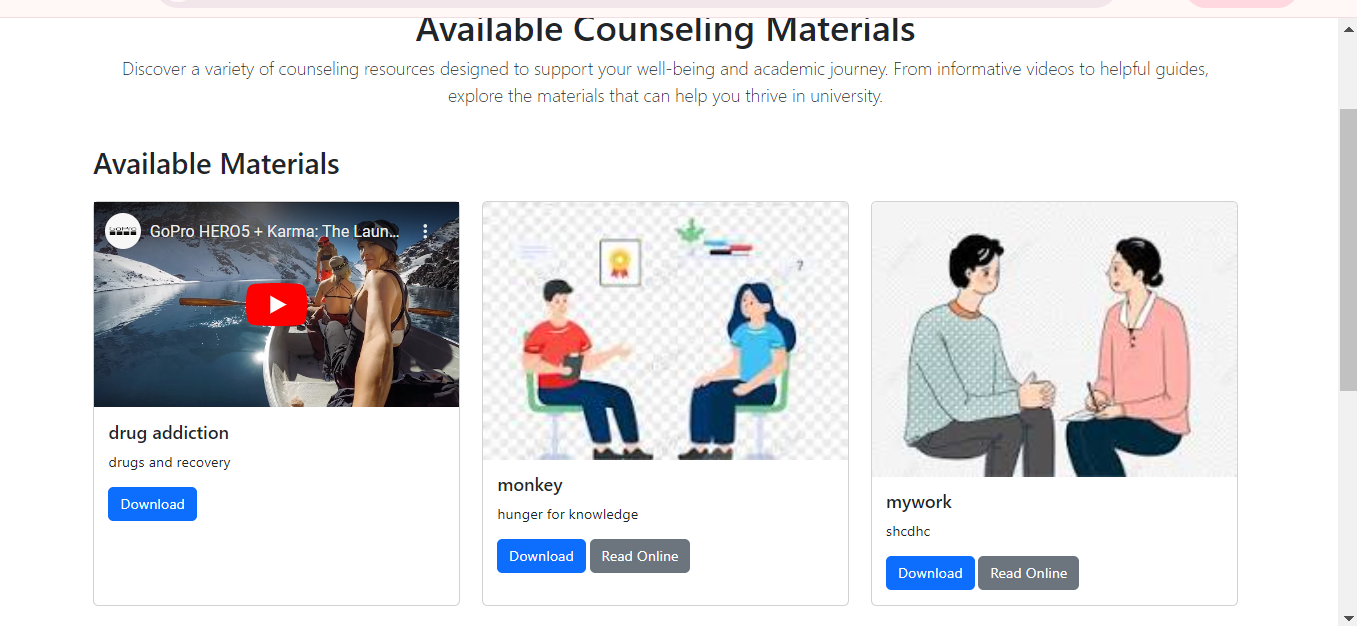 Available Counseling Materials
Discover a variety of counseling resources designed to support your well-being and academic journey. From informative videos to helpful guides,
explore the materials that can help you thrive in university.
Available Materials
GoPro
GoPro HERO5 + Karma: The Laun...
drug addiction
drugs and recovery
Download
?
monkey
hunger for knowledge
Download
Read Online
mywork
shcdhc
Download
Read Online